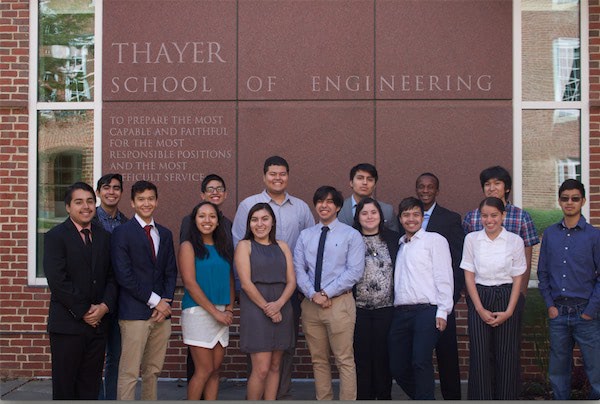 THAYER
SCHOOL OF ENGINEERING
TO PREPARE THE MOST
CAPABLE AND FAITHFUL
FOR THE MOST
RESPONSIBLE POSITIONS
AND THE MOST
DIFFICULT SERVICE